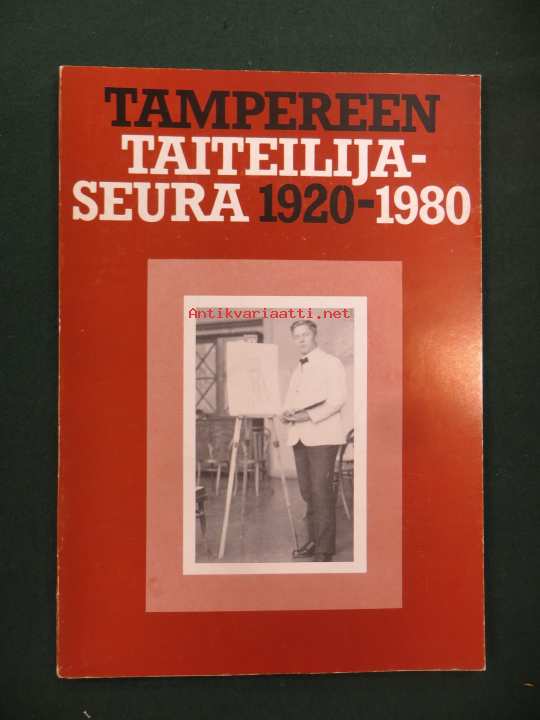 TAMPEREEN
TAITEILIJA-
SEURA 1920-1980
Antikvariaatti.net